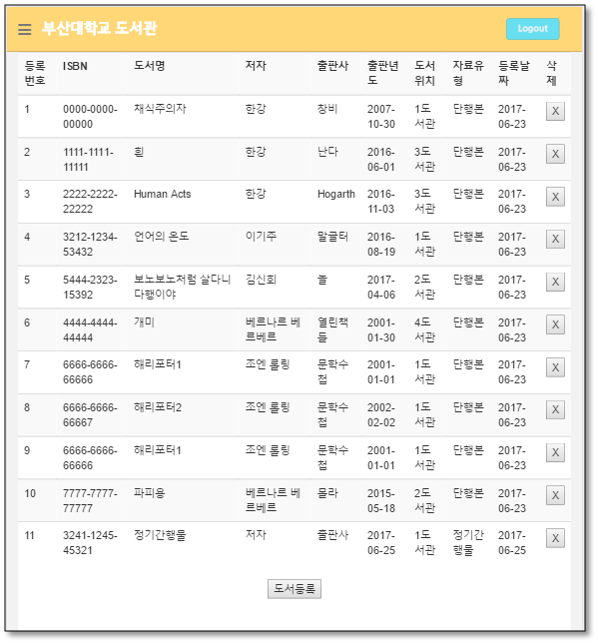 부산대학교 도서관 Logout
등록번호 ISBN 도서명 저자 출판사 출판년도 도서위치 자료유형 등록날짜 삭제
1 0000-0000-00000 채식주의자 한강 창비 2007-10-30 1도서관 단행본 2017-06-23 X
2 1111-1111-11111 흰 한강 난다 2016-06-01 3도서관 단행본 2017-06-23 X
3 2222-2222-22222 Human Acts 한강 Hogarth 2016-11-03 3도서관 단행본 2017-06-23 X
4 3212-1234-53432 언어의 온도 이기주 말글터 2016-08-19 1도서관 단행본 2017-06-23 X
5 5444-2323-15392 보노보노처럼 살다니 다행이야 김신회 놀 2017-04-06 2도서관 단행본 2017-06-23 X
6 4444-4444-44444 개미 베르나르 베르베르 열린책들 2001-01-30 4도서관 단행본 2017-06-23 X
7 6666-6666-66666 해리포터1 조엔 롤링 문학수첩 2001-01-01 1도서관 단행본 2017-06-23 X
8 6666-6666-66667 해리포터2 조엔 롤링 문학수첩 2002-02-02 1도서관 단행본 2017-06-23 X
9 6666-6666-66666 해리포터1 조엔 롤링 문학수첩 2001-01-01 1도서관 단행본 2017-06-23 X
10 7777-7777-77777 파피용 베르나르 베르베르 몰라 2015-05-18 2도서관 단행본 2017-06-23 X
11 3241-1245-45321 정기간행물 저자 출판사 2017-06-25 1도서관 정기간행물 2017-06-25 X
도서등록